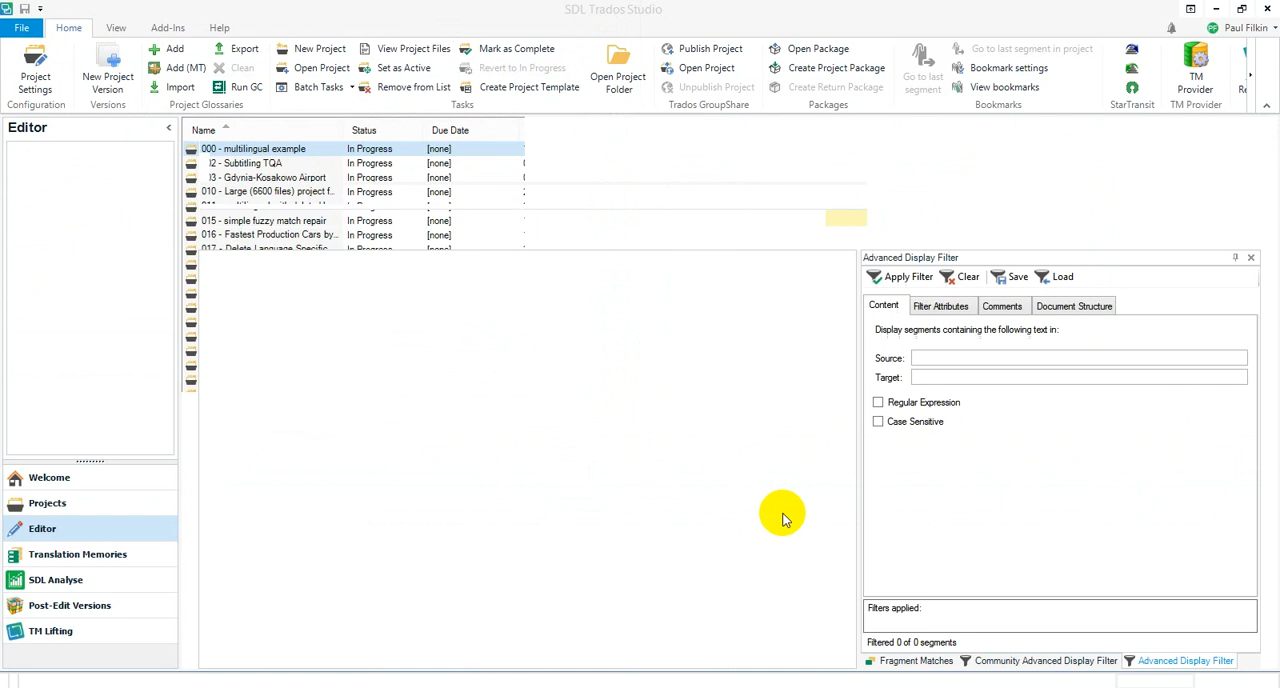 SDL Trados Studio
File Home View Add-Ins Help Paul Filkin
Project Settings
Configuration
New Project Version
Versions
Add Export
Add (MT) Clean
Import Run GC
Project Glossaries
New Project View Project Files Mark as Complete
Open Project Set as Active Revert to In Progress
Batch Tasks Remove from List Create Project Template
Tasks
Open Project Folder
Publish Project
Open Project
Unpublish Project
Trados GroupShare
Open Package
Create Project Package
Create Return Package
Packages
Go to last segment
Go to last segment in project
Bookmark settings
View bookmarks
Bookmarks
StarTransit
TM Provider
TM Provider
Editor
Name Status Due Date
000 - multilingual example In Progress [none]
02 - Subtitling TQA In Progress [none]
03 - Gdynia-Kosakowo Airport In Progress [none]
010 - Large (6600 files) project f... In Progress [none]
015 - simple fuzzy match repair In Progress [none]
016 - Fastest Production Cars by... In Progress [none]
017 - Delete Language Specific In Progress [none]
Advanced Display Filter
Apply Filter Clear Save Load
Content Filter Attributes Comments Document Structure
Display segments containing the following text in:
Source:
Target:
Regular Expression
Case Sensitive
Filters applied:
Filtered 0 of 0 segments
Fragment Matches Community Advanced Display Filter Advanced Display Filter
Welcome
Projects
Editor
Translation Memories
SDL Analyse
Post-Edit Versions
TM Lifting